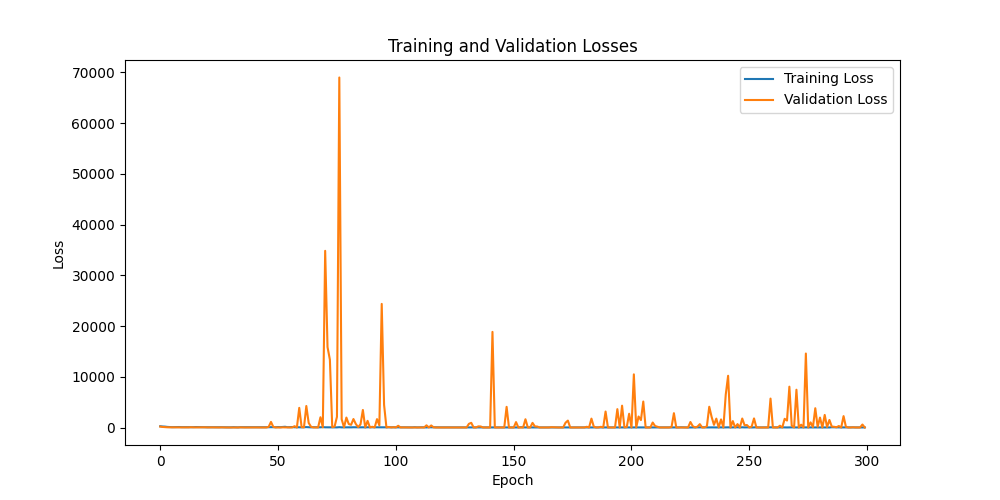 Training and Validation Losses
Training Loss
Validation Loss
70000
60000
50000
40000
30000
20000
10000
0
Loss
0 50 100 150 200 250 300
Epoch